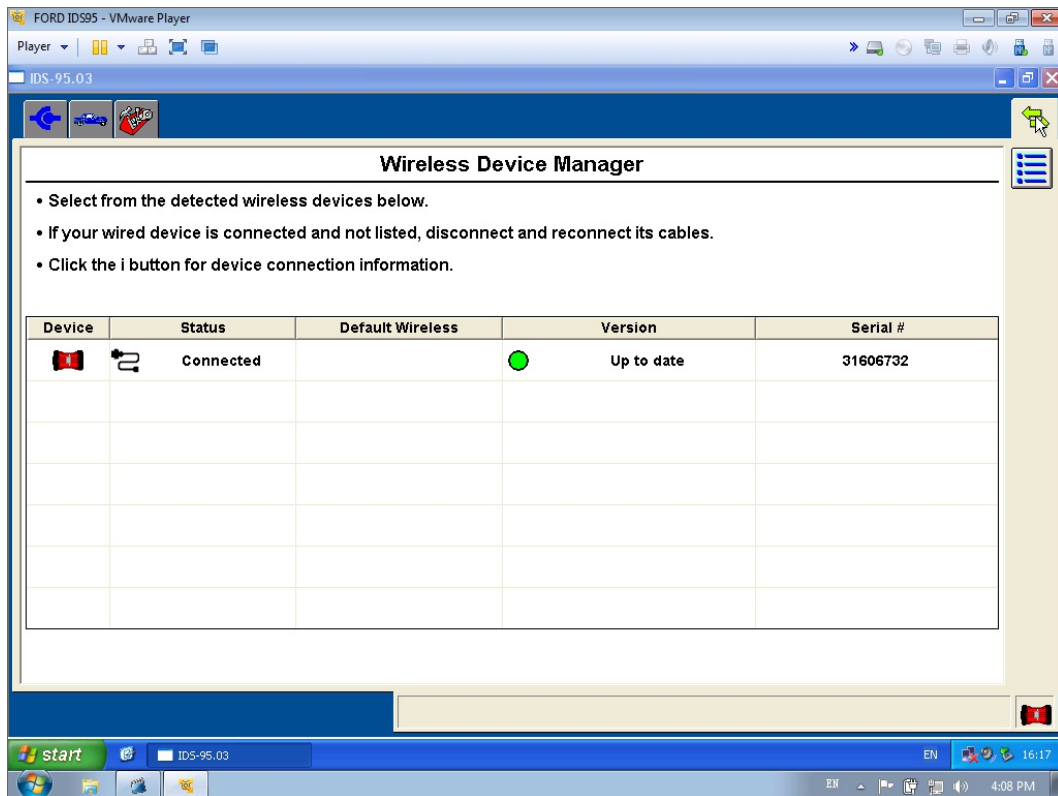 FORD IDS95 - VMware Player
Player
IDS-95.03
Wireless Device Manager
• Select from the detected wireless devices below.
• If your wired device is connected and not listed, disconnect and reconnect its cables.
• Click the i button for device connection information.
Device Status Default Wireless Version Serial #
Connected Up to date 31606732
start IDS-95.03 EN 16:17
EN 4:08 PM